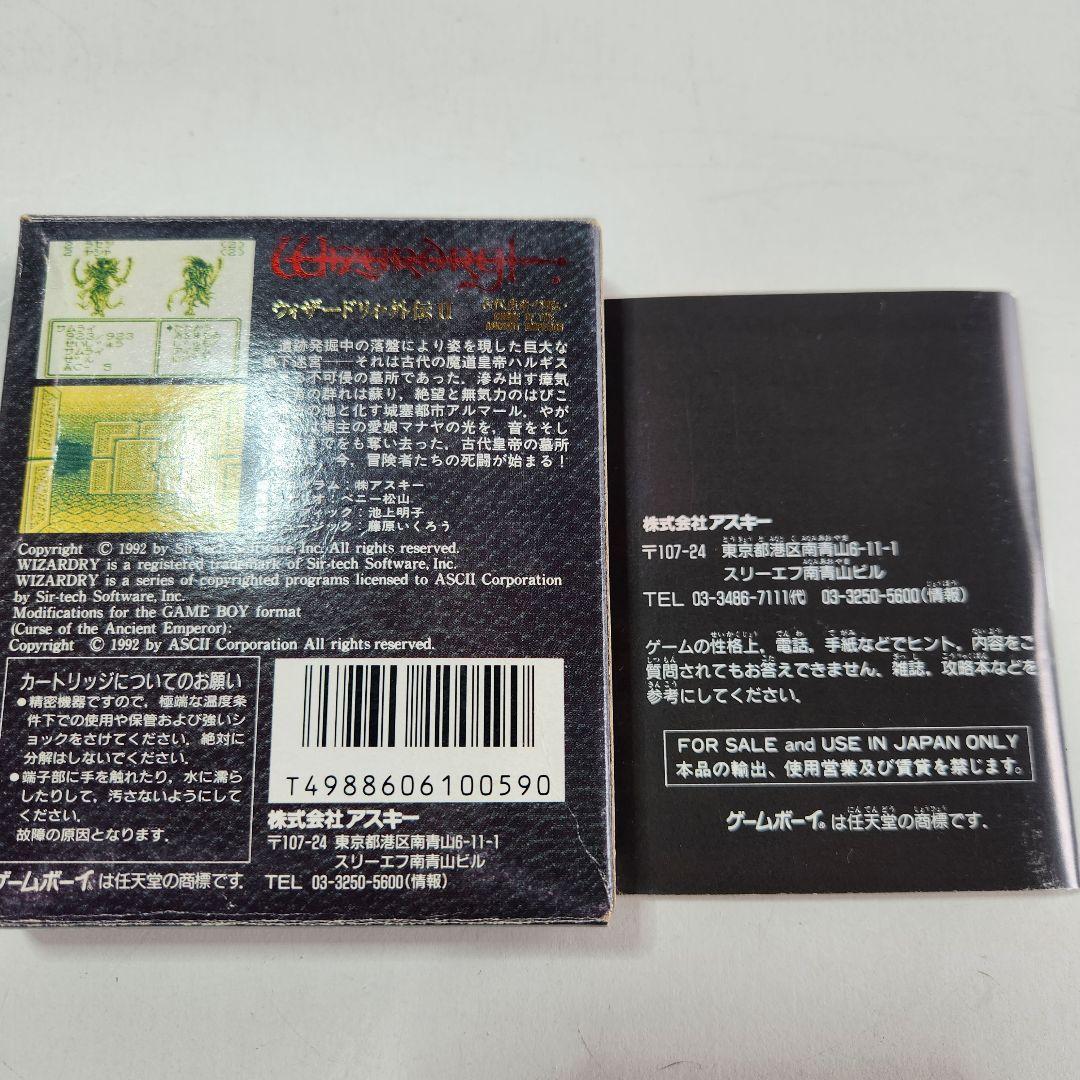 ウィザードリィ・外伝II
遺跡発掘中の落盤により姿を現した巨大な
地下迷宮――それは古代の魔道皇帝ハルギス
不可侵の墓所であった．滲み出す瘴気
の群れは蘇り，絶望と無気力のはびこ
の地と化す城塞都市アルマール．やが
領主の愛娘マナヤの光を，音をそし
までをも奪い去った．古代皇帝の墓所
今，冒険者たちの死闘が始まる！
グラム：㈱アスキー
リオ：ベニー松山
フィック：池上明子
ージック：藤原いくろう
Copyright © 1992 by Sir-tech Software, Inc. All rights reserved.
WIZARDRY is a registered trademark of Sir-tech Software, Inc.
WIZARDRY is a series of copyrighted programs licensed to ASCII Corporation
by Sir-tech Software, Inc.
Modifications for the GAME BOY format
(Curse of the Ancient Emperor):
Copyright © 1992 by ASCII Corporation All rights reserved.
カートリッジについてのお願い
●精密機器ですので，極端な温度条
件下での使用や保管および強いシ
ョックをさけてください．絶対に
分解はしないでください．
●端子部に手を触れたり，水に濡ら
したりして，汚さないようにして
ください．
故障の原因となります．
ゲームボーイ®は任天堂の商標です．
T4988606100590
株式会社アスキー
〒107-24 東京都港区南青山6-11-1
スリーエフ南青山ビル
TEL 03-3250-5600(情報)
株式会社アスキー
〒107-24 東京都港区南青山6-11-1
スリーエフ南青山ビル
TEL 03-3486-7111(代) 03-3250-5600(情報)
ゲームの性格上，電話，手紙などでヒント，内容をご
質問されてもお答えできません．雑誌，攻略本などを
参考にしてください．
FOR SALE and USE IN JAPAN ONLY
本品の輸出、使用営業及び賃貸を禁じます。
ゲームボーイ®は任天堂の商標です．